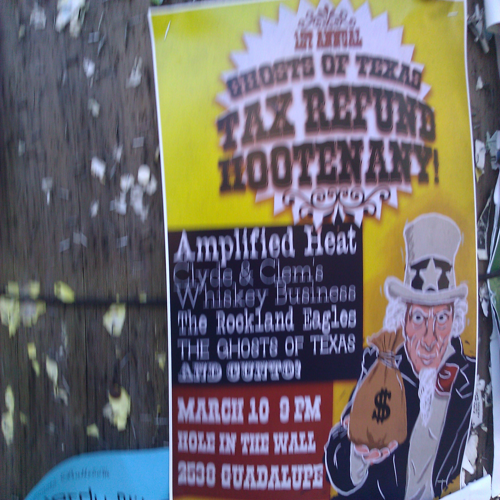 1ST ANNUAL
GHOSTS OF TEXAS
TAX REFUND
HOOTENANNY!
Amplified Heat
Clyde & Clem's
Whiskey Business
The Rockland Eagles
THE GHOSTS OF TEXAS
AND GUNTO!
MARCH 10 9 PM
HOLE IN THE WALL
2538 GUADALUPE
$